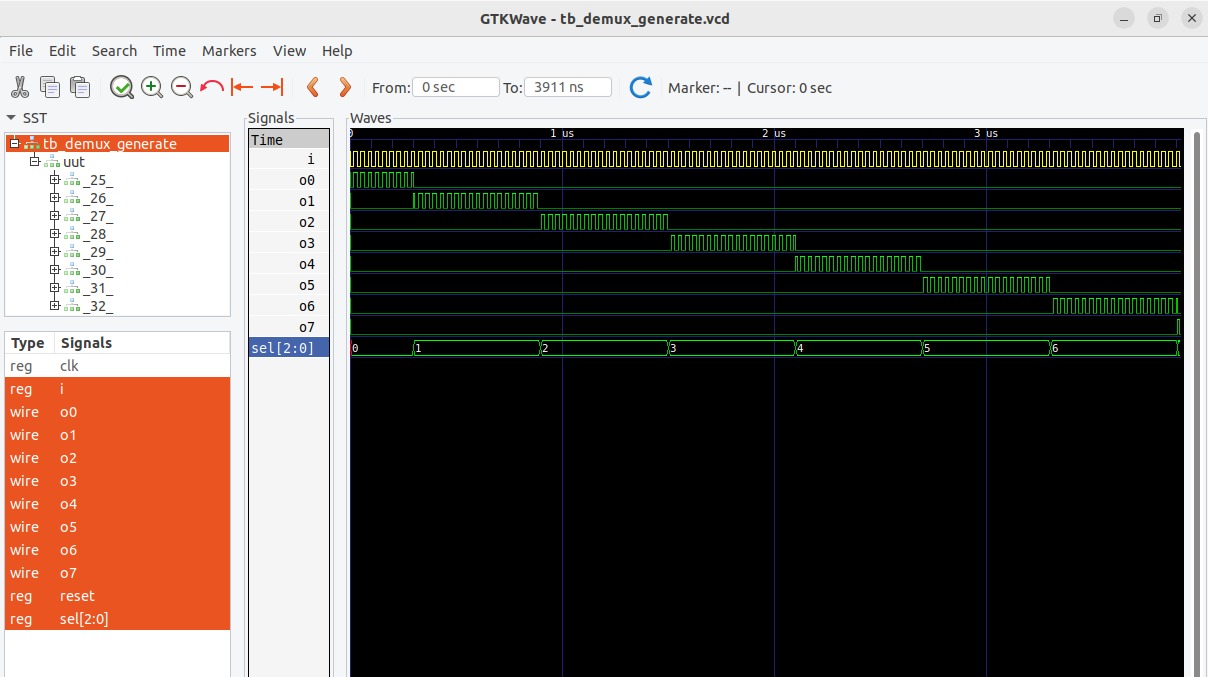 GTKWave - tb_demux_generate.vcd
File Edit Search Time Markers View Help
From: 0 sec To: 3911 ns Marker: -- | Cursor: 0 sec
SST
tb_demux_generate
uut
_25_
_26_
_27_
_28_
_29_
_30_
_31_
_32_
Type Signals
reg clk
reg i
wire o0
wire o1
wire o2
wire o3
wire o4
wire o5
wire o6
wire o7
reg reset
reg sel[2:0]
Signals
Time
i
o0
o1
o2
o3
o4
o5
o6
o7
sel[2:0]
Waves
0 1 us 2 us 3 us
0 1 2 3 4 5 6